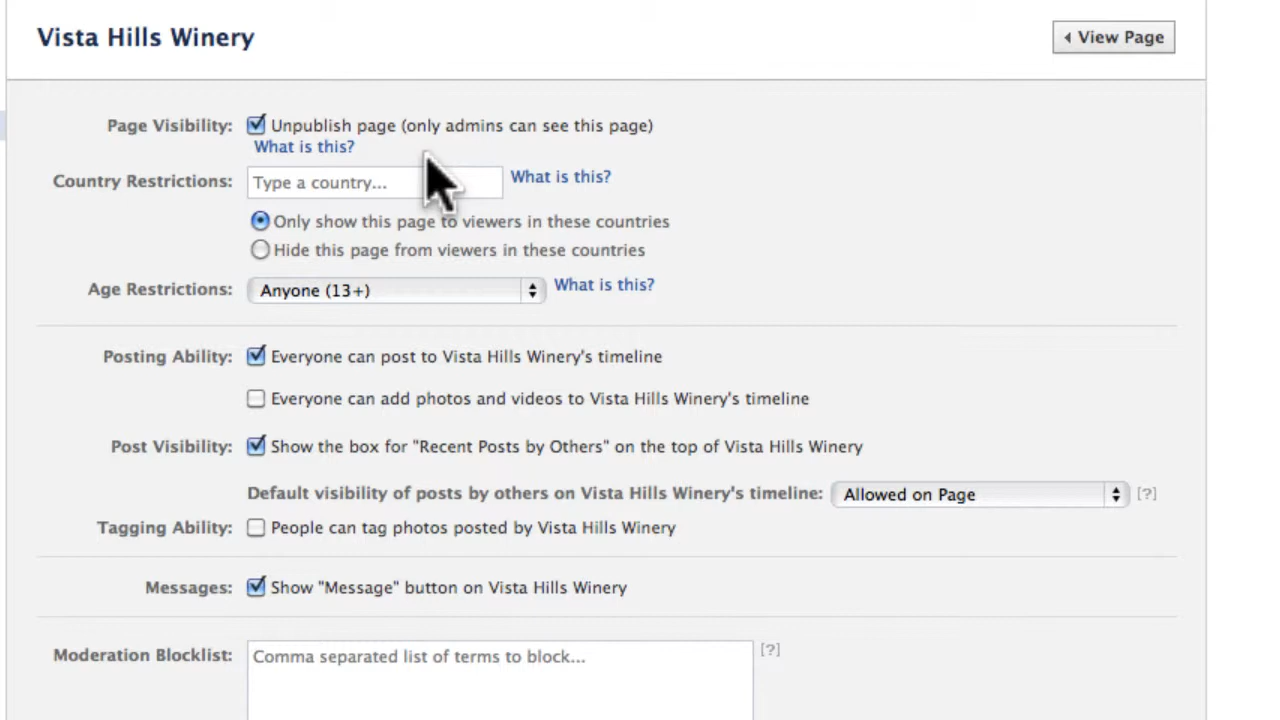 Vista Hills Winery
View Page
Page Visibility: Unpublish page (only admins can see this page)
What is this?
Country Restrictions: Type a country... What is this?
Only show this page to viewers in these countries
Hide this page from viewers in these countries
Age Restrictions: Anyone (13+) What is this?
Posting Ability: Everyone can post to Vista Hills Winery's timeline
Everyone can add photos and videos to Vista Hills Winery's timeline
Post Visibility: Show the box for "Recent Posts by Others" on the top of Vista Hills Winery
Default visibility of posts by others on Vista Hills Winery's timeline: Allowed on Page [?]
Tagging Ability: People can tag photos posted by Vista Hills Winery
Messages: Show "Message" button on Vista Hills Winery
Moderation Blocklist: Comma separated list of terms to block... [?]